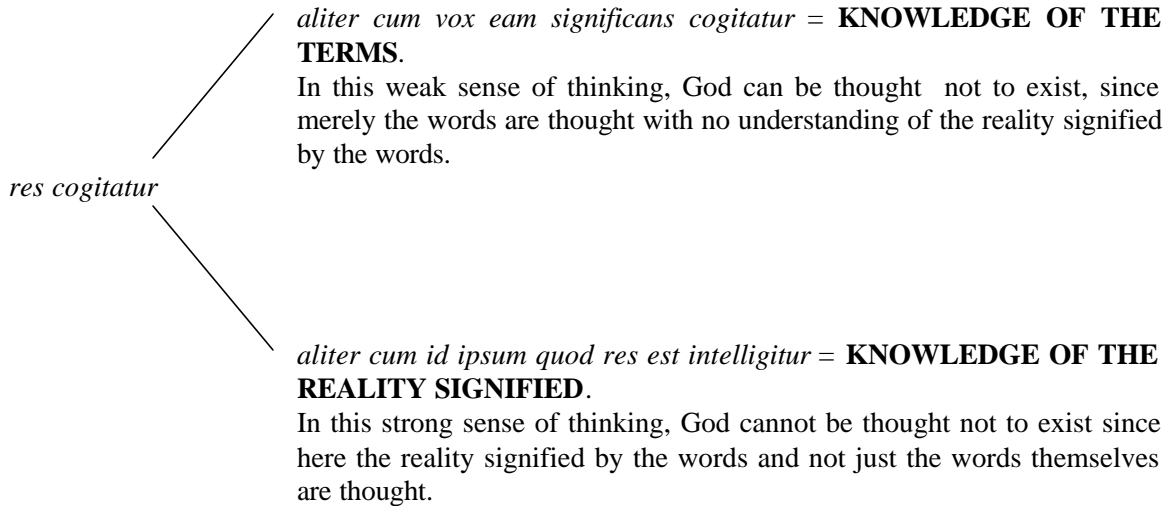 aliter cum vox eam significans cogitatur = KNOWLEDGE OF THE
TERMS.
In this weak sense of thinking, God can be thought not to exist, since
merely the words are thought with no understanding of the reality signified
by the words.
res cogitatur
aliter cum id ipsum quod res est intelligitur = KNOWLEDGE OF THE
REALITY SIGNIFIED.
In this strong sense of thinking, God cannot be thought not to exist since
here the reality signified by the words and not just the words themselves
are thought.